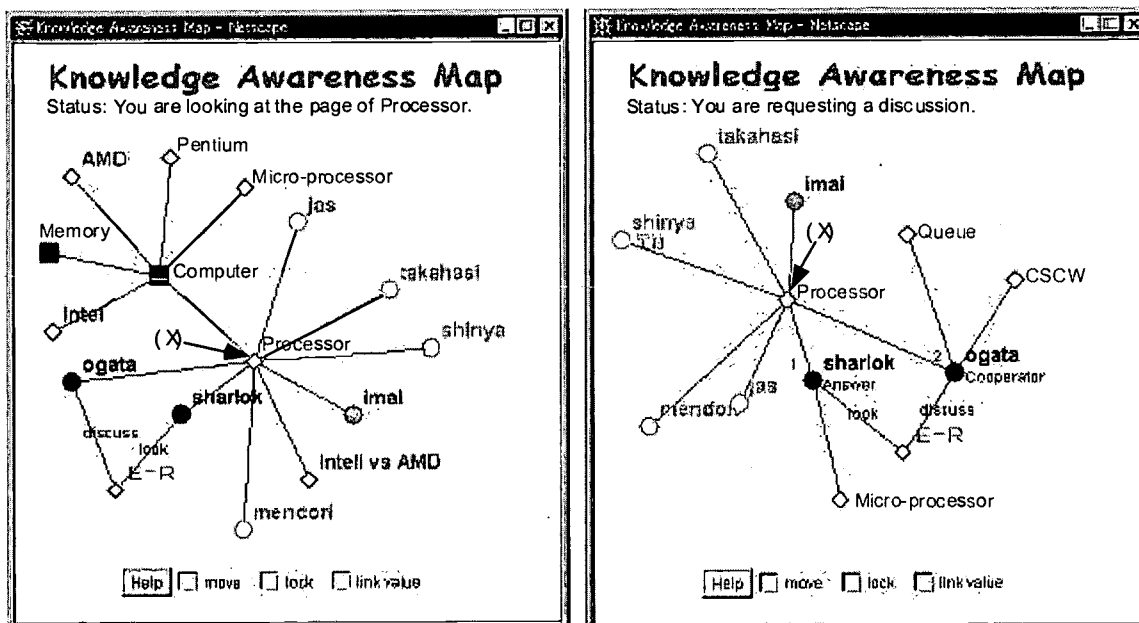 Knowledge Awareness Map - Netscape
Knowledge Awareness Map
Status: You are looking at the page of Processor.
AMD
Pentium
Micro-processor
jas
Memory
Computer
takahasi
Intel
(X)
Processor
shinya
ogata
sharlok
imai
discuss
look
E-R
Intell vs AMD
mendori
Help
move
lock
link value
Knowledge Awareness Map - Netscape
Knowledge Awareness Map
Status: You are requesting a discussion.
takahasi
imai
shinya
(X)
Queue
CSCW
Processor
1
sharlok
Answer
2
ogata
Cooperator
jas
mendori
look
discuss
E-R
Micro-processor
Help
move
lock
link value